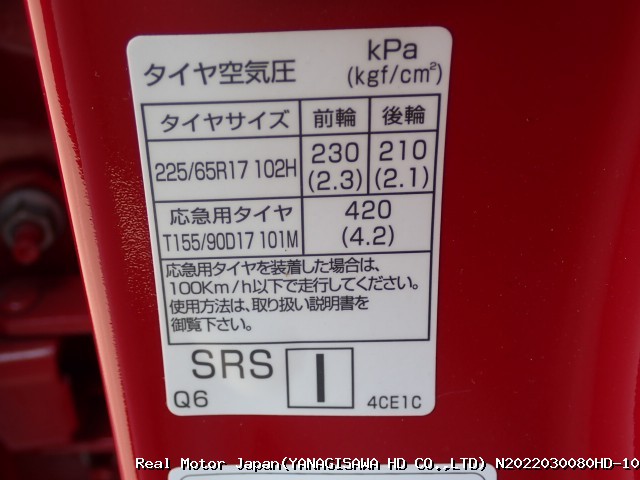 タイヤ空気圧 kPa
(kgf/cm²)
タイヤサイズ 前輪 後輪
225/65R17 102H 230 210
(2.3) (2.1)
応急用タイヤ 420
T155/90D17 101M (4.2)
応急用タイヤを装着した場合は、
100Km/h以下で走行してください。
使用方法は、取り扱い説明書を
御覧下さい。
SRS I
Q6 4CE1C
Real Motor Japan(YANAGISAWA HD CO.,LTD) N2022030080HD-10